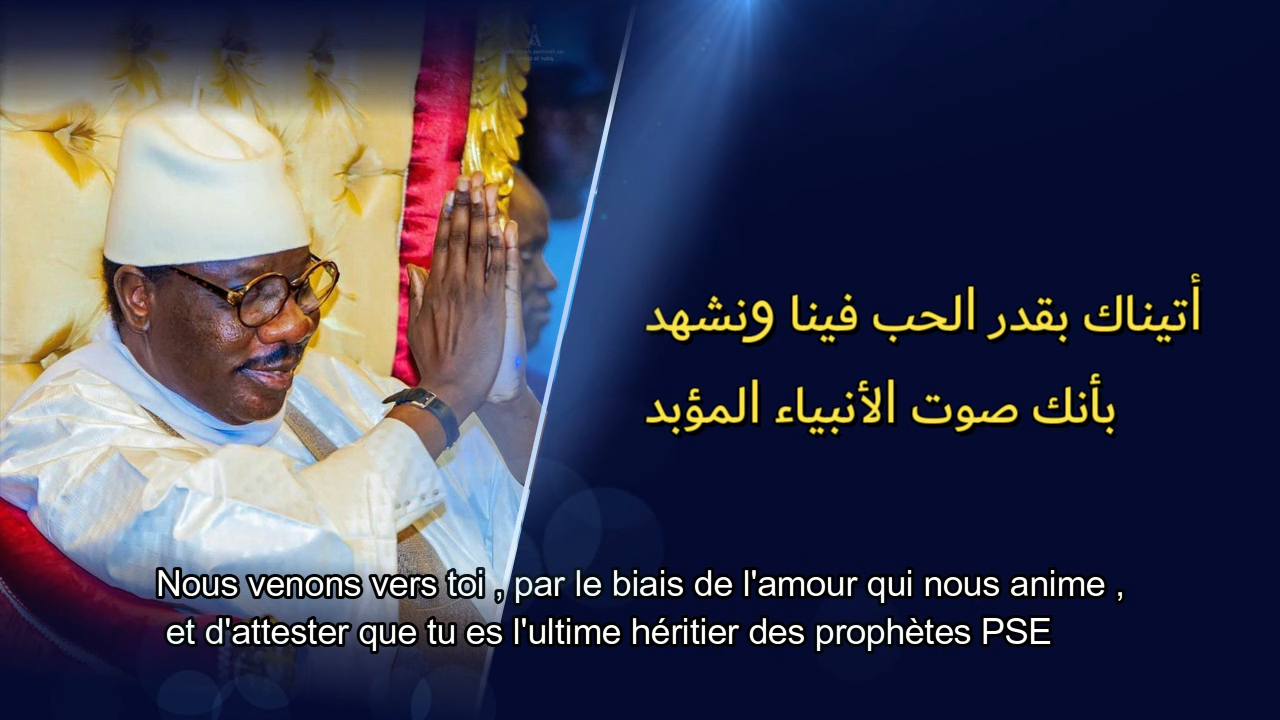 أتيناك بقدر الحب فينا ونشهد
بأنك صوت الأنبياء المؤبد
Nous venons vers toi , par le biais de l'amour qui nous anime ,
et d'attester que tu es l'ultime héritier des prophètes PSE